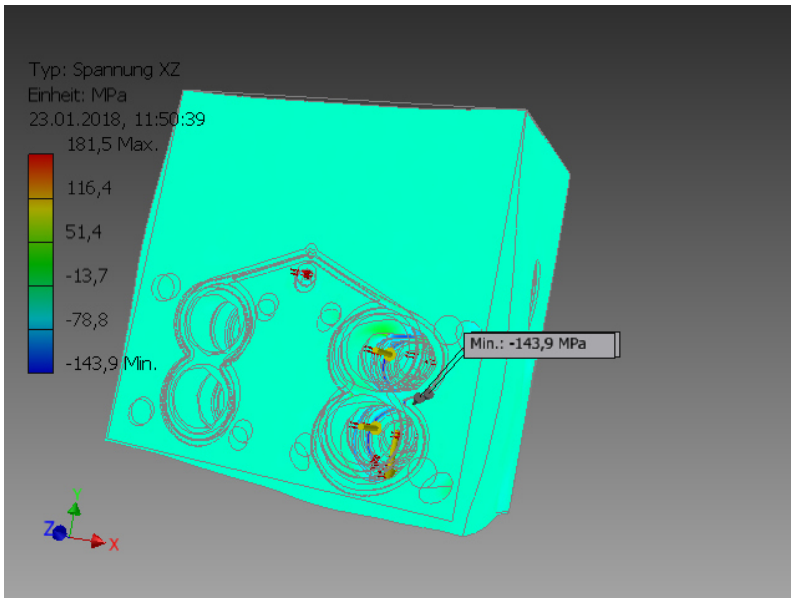 Typ: Spannung XZ
Einheit: MPa
23.01.2018, 11:50:39
181,5 Max.
116,4
51,4
-13,7
-78,8
-143,9 Min.
Min.: -143,9 MPa
Y
Z
X